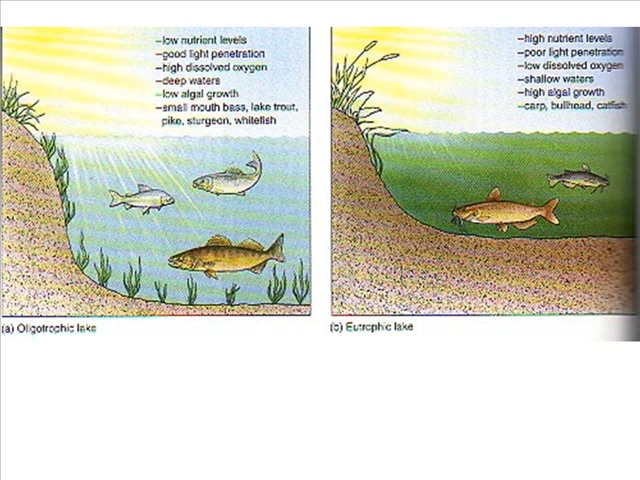 –low nutrient levels
–good light penetration
–high dissolved oxygen
–deep waters
–low algal growth
–small mouth bass, lake trout,
pike, sturgeon, whitefish
(a) Oligotrophic lake
–high nutrient levels
–poor light penetration
–low dissolved oxygen
–shallow waters
–high algal growth
–carp, bullhead, catfish
(b) Eutrophic lake